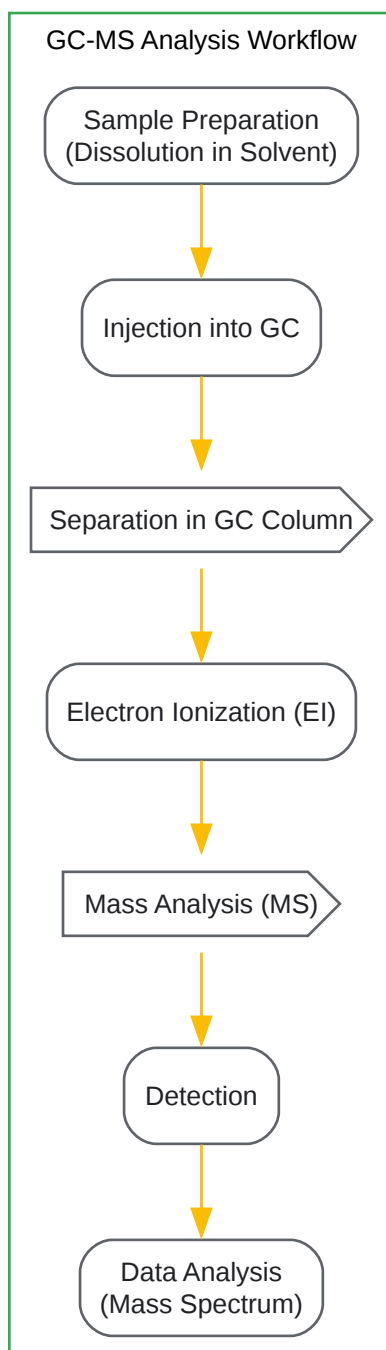 GC-MS Analysis Workflow
Sample Preparation
(Dissolution in Solvent)
Injection into GC
Separation in GC Column
Electron Ionization (EI)
Mass Analysis (MS)
Detection
Data Analysis
(Mass Spectrum)